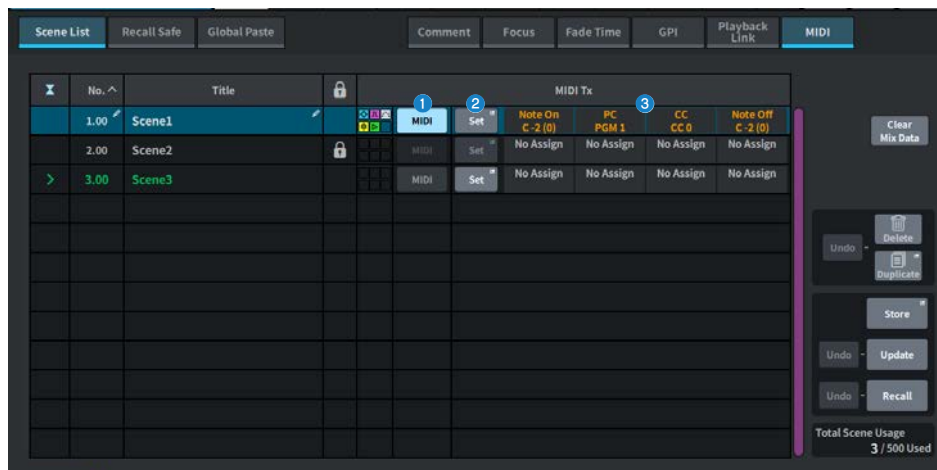 Scene List
Recall Safe
Global Paste
Comment
Focus
Fade Time
GPI
Playback
Link
MIDI
No.
Title
MIDI Tx
1
2
3
1.00
Scene1
MIDI
Set
Note On
C -2 (0)
PC
PGM 1
CC
CC 0
Note Off
C -2 (0)
2.00
Scene2
MIDI
Set
No Assign
No Assign
No Assign
No Assign
3.00
Scene3
MIDI
Set
No Assign
No Assign
No Assign
No Assign
Clear
Mix Data
Undo
-
Delete
Duplicate
Store
Undo
-
Update
Undo
-
Recall
Total Scene Usage
3 / 500 Used